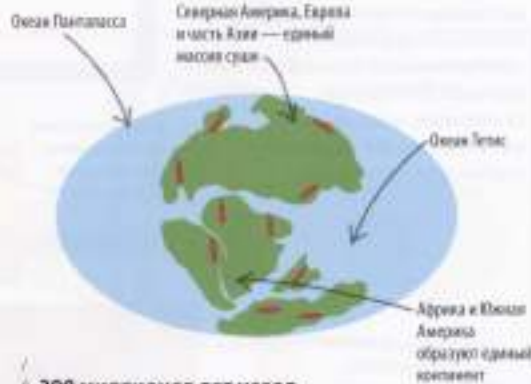 Океан Панталасса
Северная Америка, Европа
и часть Азии — единый
массив суши
Океан Тетис
Африка и Южная
Америка
образуют единый
континент
200 миллионов лет назад